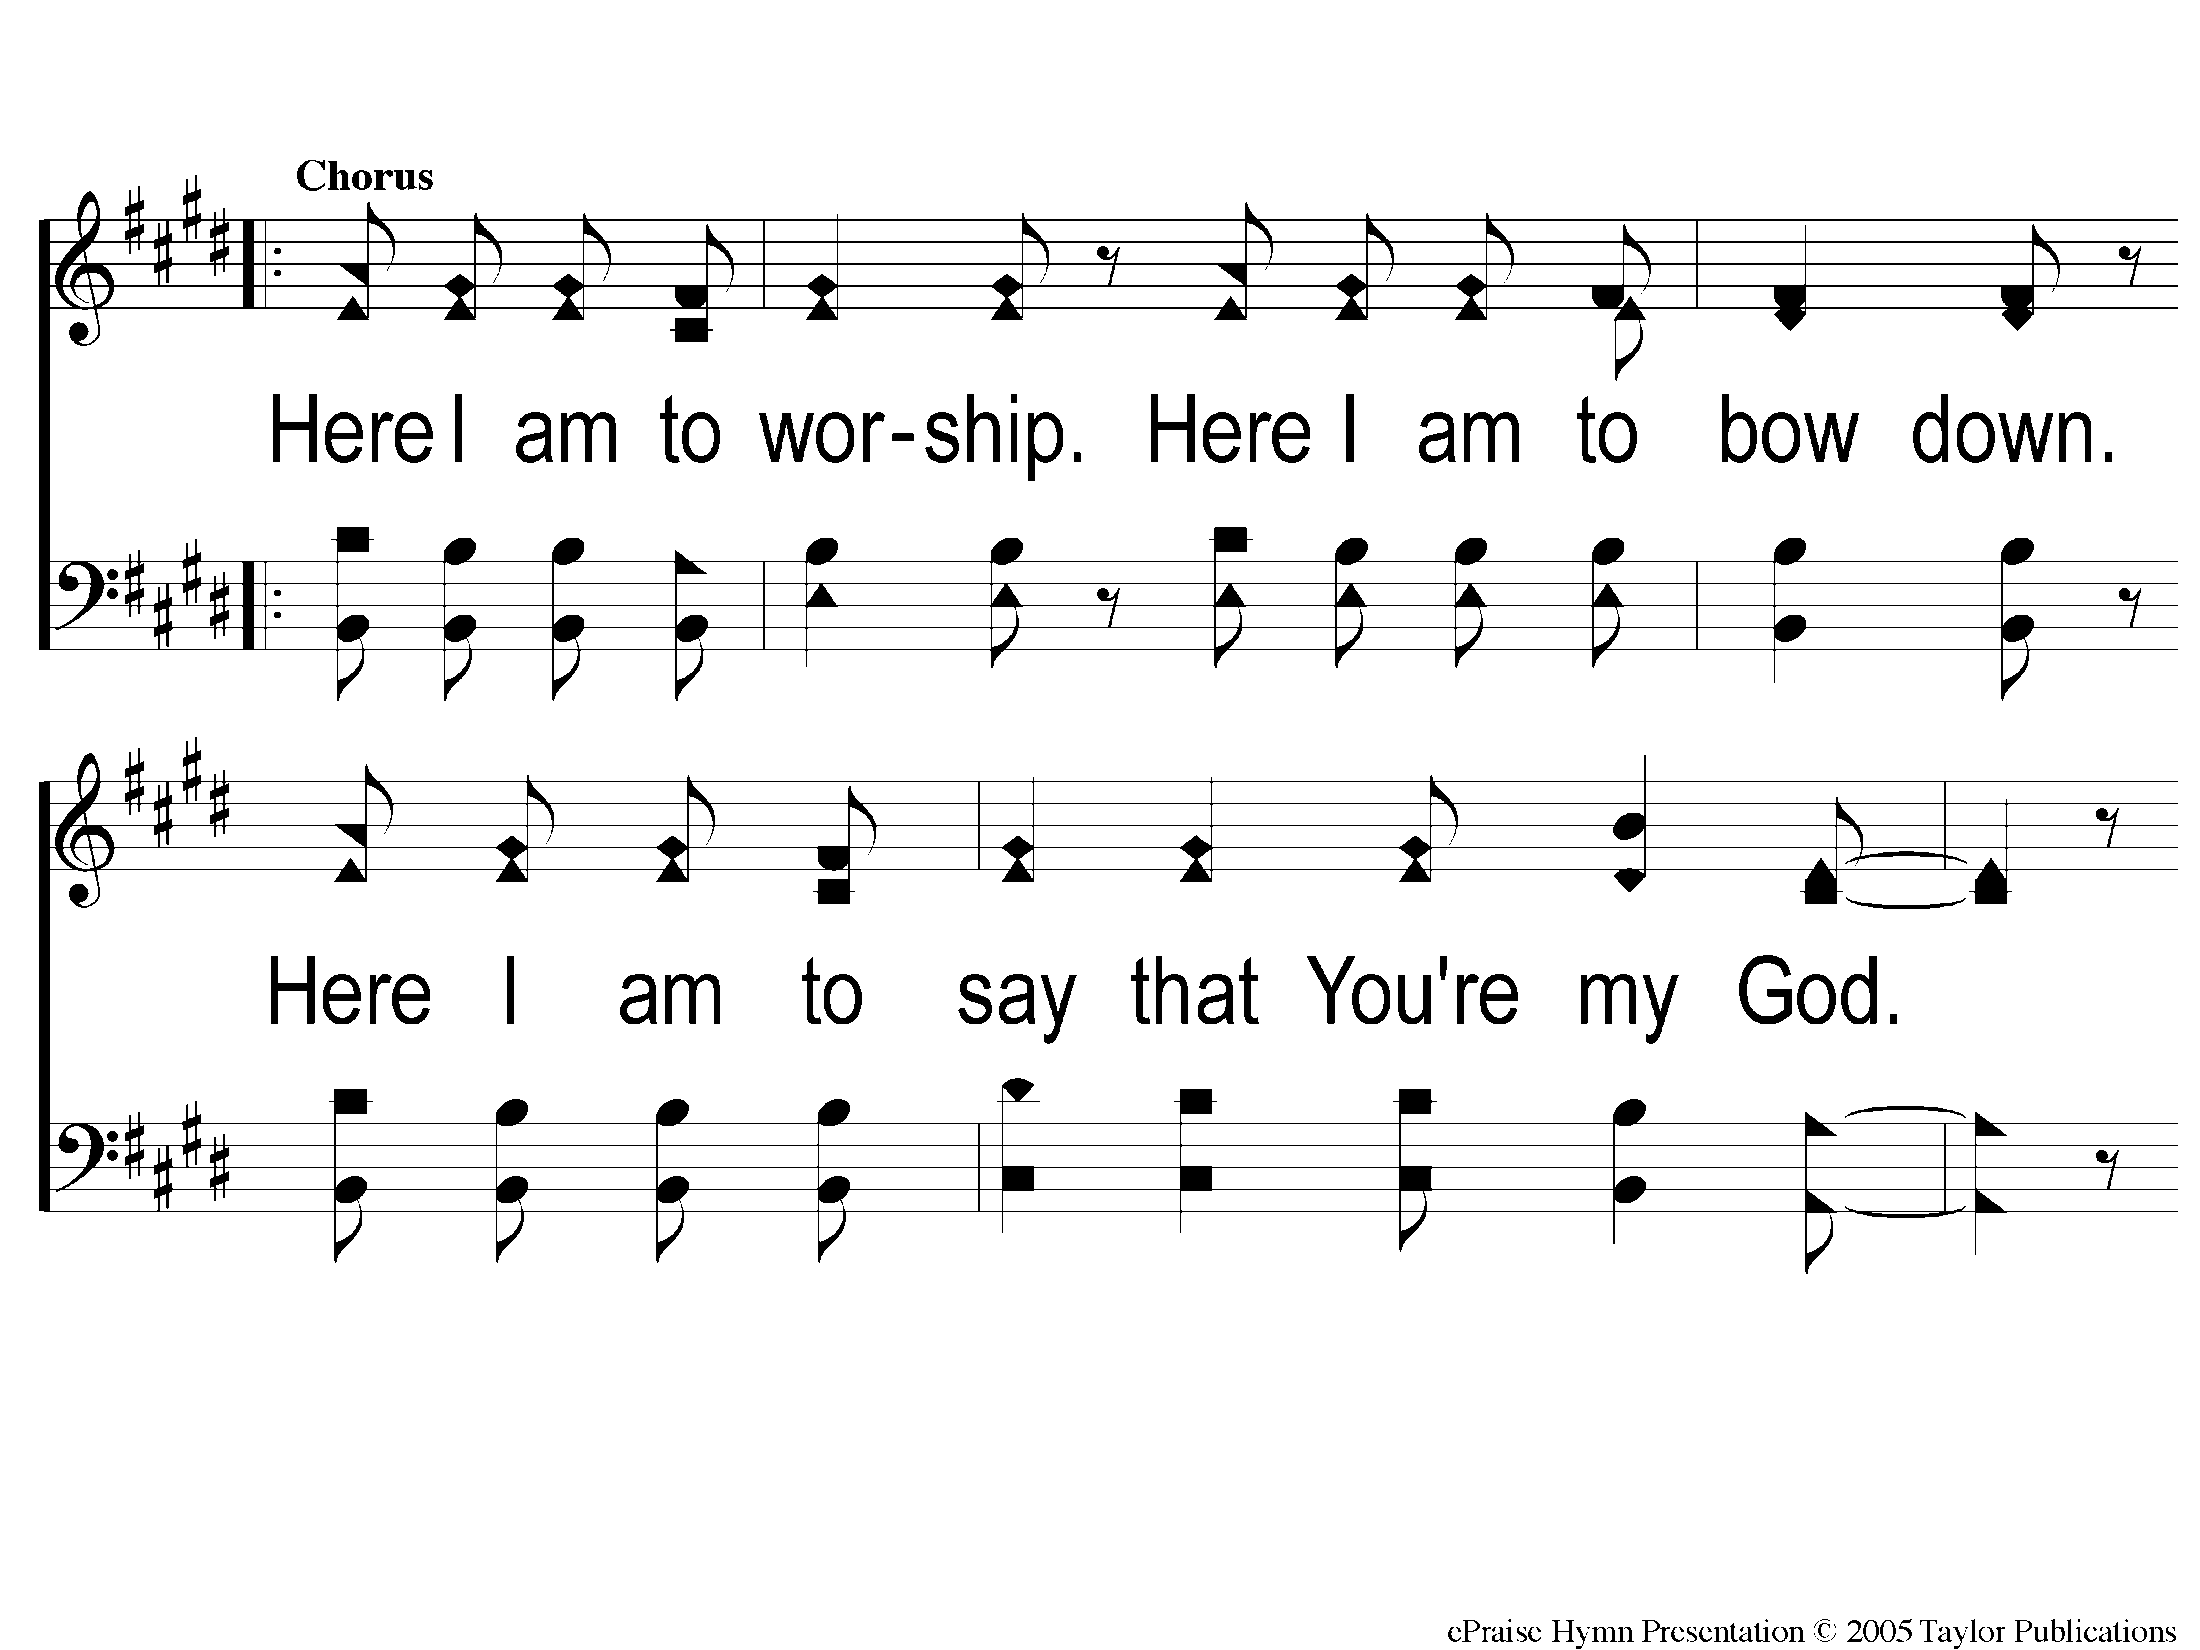 Chorus
Here I am to wor-ship. Here I am to bow down.
Here I am to say that You're my God.
ePraise Hymn Presentation © 2005 Taylor Publications